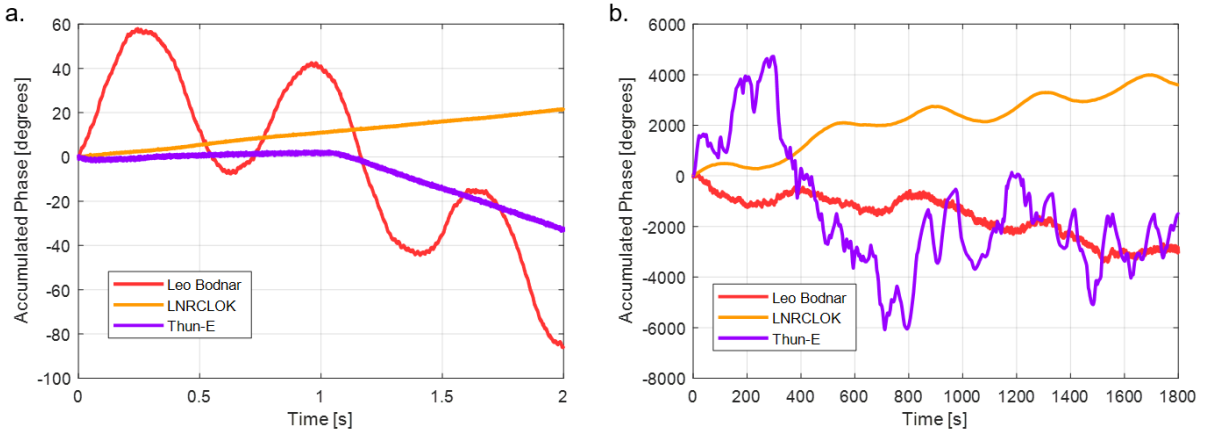 a.
60
40
20
0
-20
-40
-60
-80
-100
Accumulated Phase [degrees]
Leo Bodnar
LNRCLOK
Thun-E
0 0.5 1 1.5 2
Time [s]
b.
6000
4000
2000
0
-2000
-4000
-6000
-8000
Accumulated Phase [degrees]
Leo Bodnar
LNRCLOK
Thun-E
0 200 400 600 800 1000 1200 1400 1600 1800
Time [s]